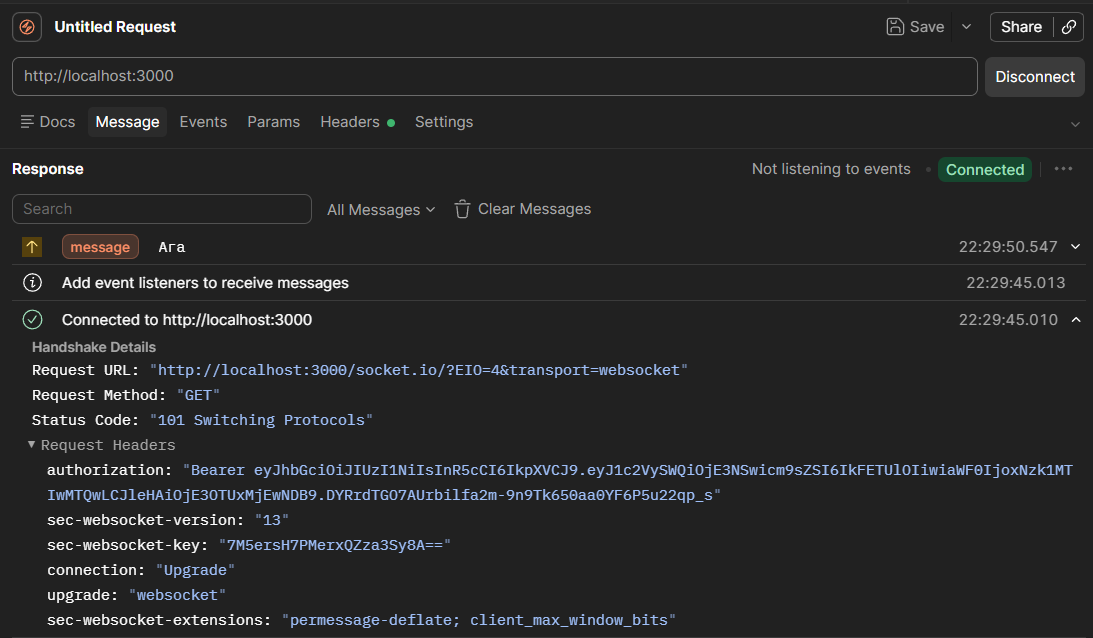 Untitled Request
Save
Share
http://localhost:3000
Disconnect
Docs Message Events Params Headers Settings
Response
Not listening to events Connected
Search
All Messages
Clear Messages
message Ara 22:29:50.547
Add event listeners to receive messages 22:29:45.013
Connected to http://localhost:3000 22:29:45.010
Handshake Details
Request URL: "http://localhost:3000/socket.io/?EIO=4&transport=websocket"
Request Method: "GET"
Status Code: "101 Switching Protocols"
Request Headers
authorization: "Bearer eyJhbGciOiJIUzI1NiIsInR5cCI6IkpXVCJ9.eyJ1c2VySWQiOjE3NSwicm9sZSI6IkFETUlOIiwiaWF0IjoxNzk1MT
IwMTQwLCJleHAiOjE3OTUxMjEwNDB9.DYRrdTGO7AUrbilfa2m-9n9Tk650aa0YF6P5u22qp_s"
sec-websocket-version: "13"
sec-websocket-key: "7M5ersH7PMerxQZza3Sy8A=="
connection: "Upgrade"
upgrade: "websocket"
sec-websocket-extensions: "permessage-deflate; client_max_window_bits"